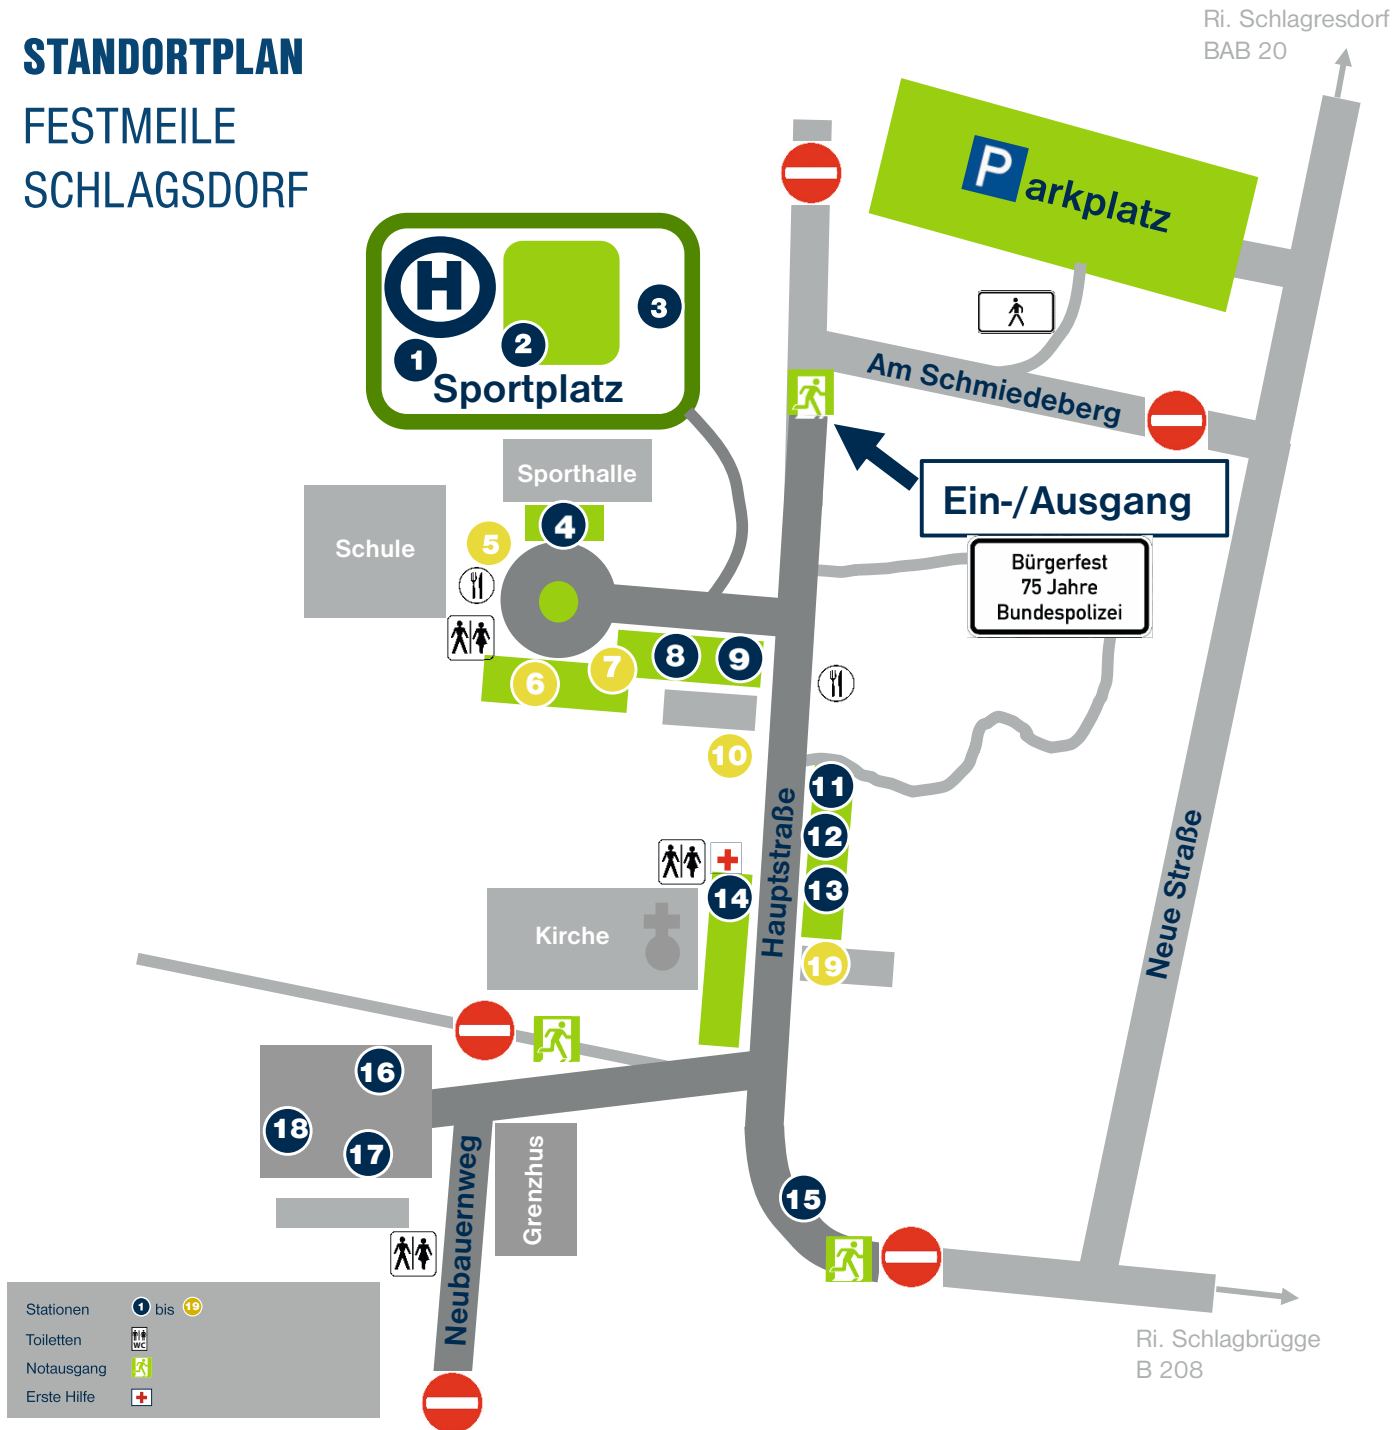 STANDORTPLAN
FESTMEILE
SCHLAGSDORF
Ri. Schlagresdorf
BAB 20
Parkplatz
H
1
2
3
Sportplatz
Am Schmiedeberg
Ein-/Ausgang
Bürgerfest
75 Jahre
Bundespolizei
Sporthalle
Schule
4
5
6
7
8
9
10
11
12
13
14
Hauptstraße
Neue Straße
Kirche
19
16
18
17
Grenzhus
Neubauernweg
15
Ri. Schlagbrügge
B 208
Stationen 1 bis 19
Toiletten WC
Notausgang
Erste Hilfe